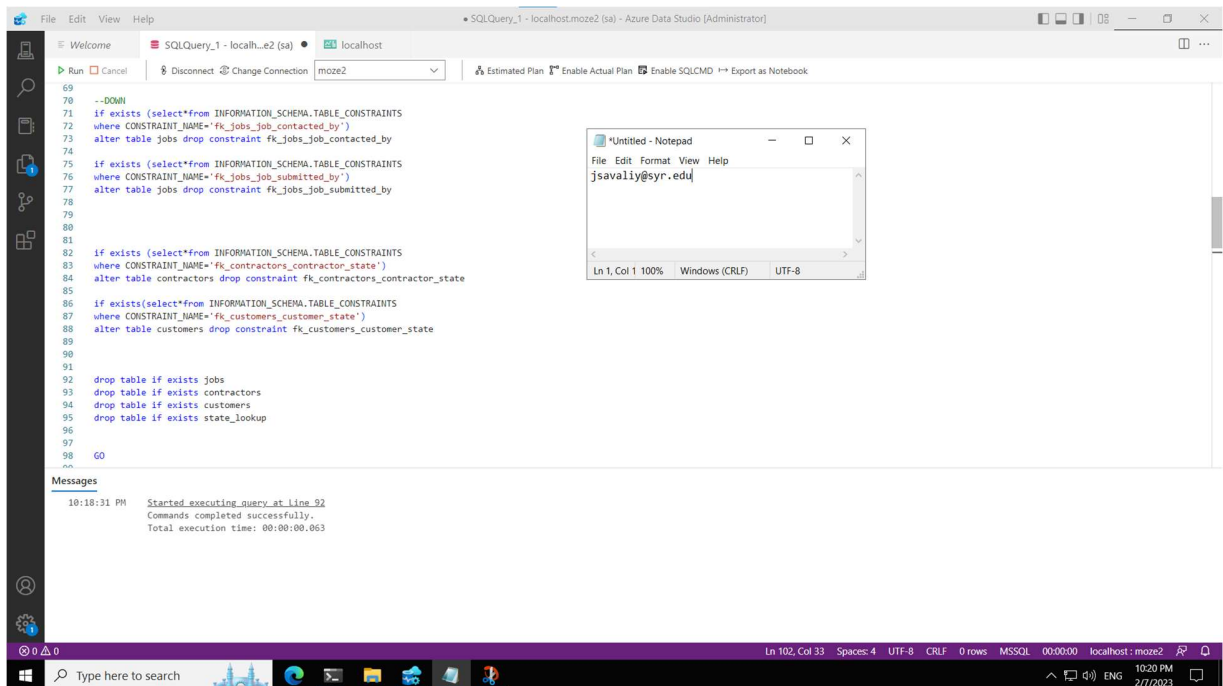 File Edit View Help
• SQLQuery_1 - localhost.moze2 (sa) - Azure Data Studio [Administrator]
Welcome
SQLQuery_1 - localh...e2 (sa) ●
localhost
Run Cancel Disconnect Change Connection moze2 Estimated Plan Enable Actual Plan Enable SQLCMD Export as Notebook
69
70 --DOWN
71 if exists (select*from INFORMATION_SCHEMA.TABLE_CONSTRAINTS
72 where CONSTRAINT_NAME='fk_jobs_job_contacted_by')
73 alter table jobs drop constraint fk_jobs_job_contacted_by
74
75 if exists (select*from INFORMATION_SCHEMA.TABLE_CONSTRAINTS
76 where CONSTRAINT_NAME='fk_jobs_job_submitted_by')
77 alter table jobs drop constraint fk_jobs_job_submitted_by
78
79
80
81
82 if exists (select*from INFORMATION_SCHEMA.TABLE_CONSTRAINTS
83 where CONSTRAINT_NAME='fk_contractors_contractor_state')
84 alter table contractors drop constraint fk_contractors_contractor_state
85
86 if exists(select*from INFORMATION_SCHEMA.TABLE_CONSTRAINTS
87 where CONSTRAINT_NAME='fk_customers_customer_state')
88 alter table customers drop constraint fk_customers_customer_state
89
90
91
92 drop table if exists jobs
93 drop table if exists contractors
94 drop table if exists customers
95 drop table if exists state_lookup
96
97
98 GO
*Untitled - Notepad
File Edit Format View Help
jsavaliy@syr.edu
Ln 1, Col 1 100% Windows (CRLF) UTF-8
Messages
10:18:31 PM Started executing query at Line 92
Commands completed successfully.
Total execution time: 00:00:00.063
1
1
0 0
Ln 102, Col 33 Spaces: 4 UTF-8 CRLF 0 rows MSSQL 00:00:00 localhost : moze2
Type here to search
ENG
10:20 PM
2/7/2023